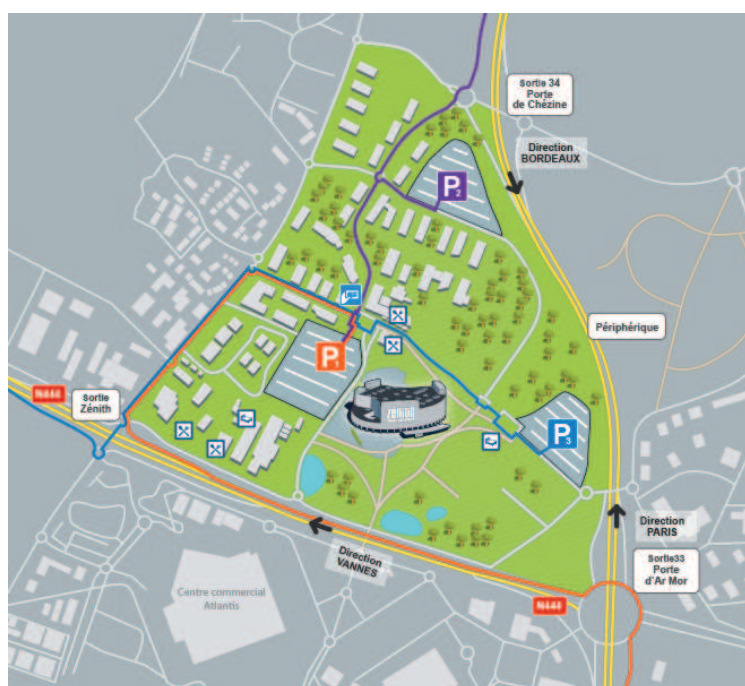 Sortie 34
Porte
de Chézine
Direction
BORDEAUX
P2
Périphérique
P1
N444
Sortie
Zénith
zénith
P3
Direction
PARIS
Direction
VANNES
Sortie33
Porte
d'Ar Mor
Centre commercial
Atlantis
N444